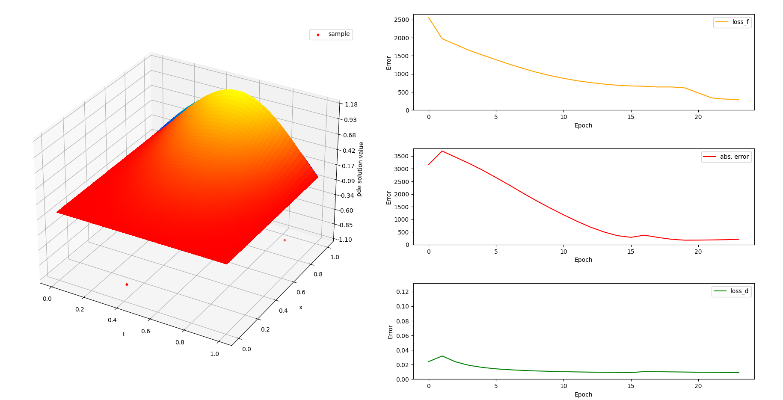 sample
1.18
0.93
0.68
0.42
0.17
-0.09
-0.34
-0.60
-0.85
-1.10
pde solution value
0.0
0.2
0.4
0.6
0.8
1.0
t
0.0
0.2
0.4
0.6
0.8
1.0
x
loss_f
2500
2000
1500
1000
500
0
Error
0 5 10 15 20
Epoch
abs. error
3500
3000
2500
2000
1500
1000
500
0
Error
0 5 10 15 20
Epoch
loss_d
0.12
0.10
0.08
0.06
0.04
0.02
0.00
Error
0 5 10 15 20
Epoch